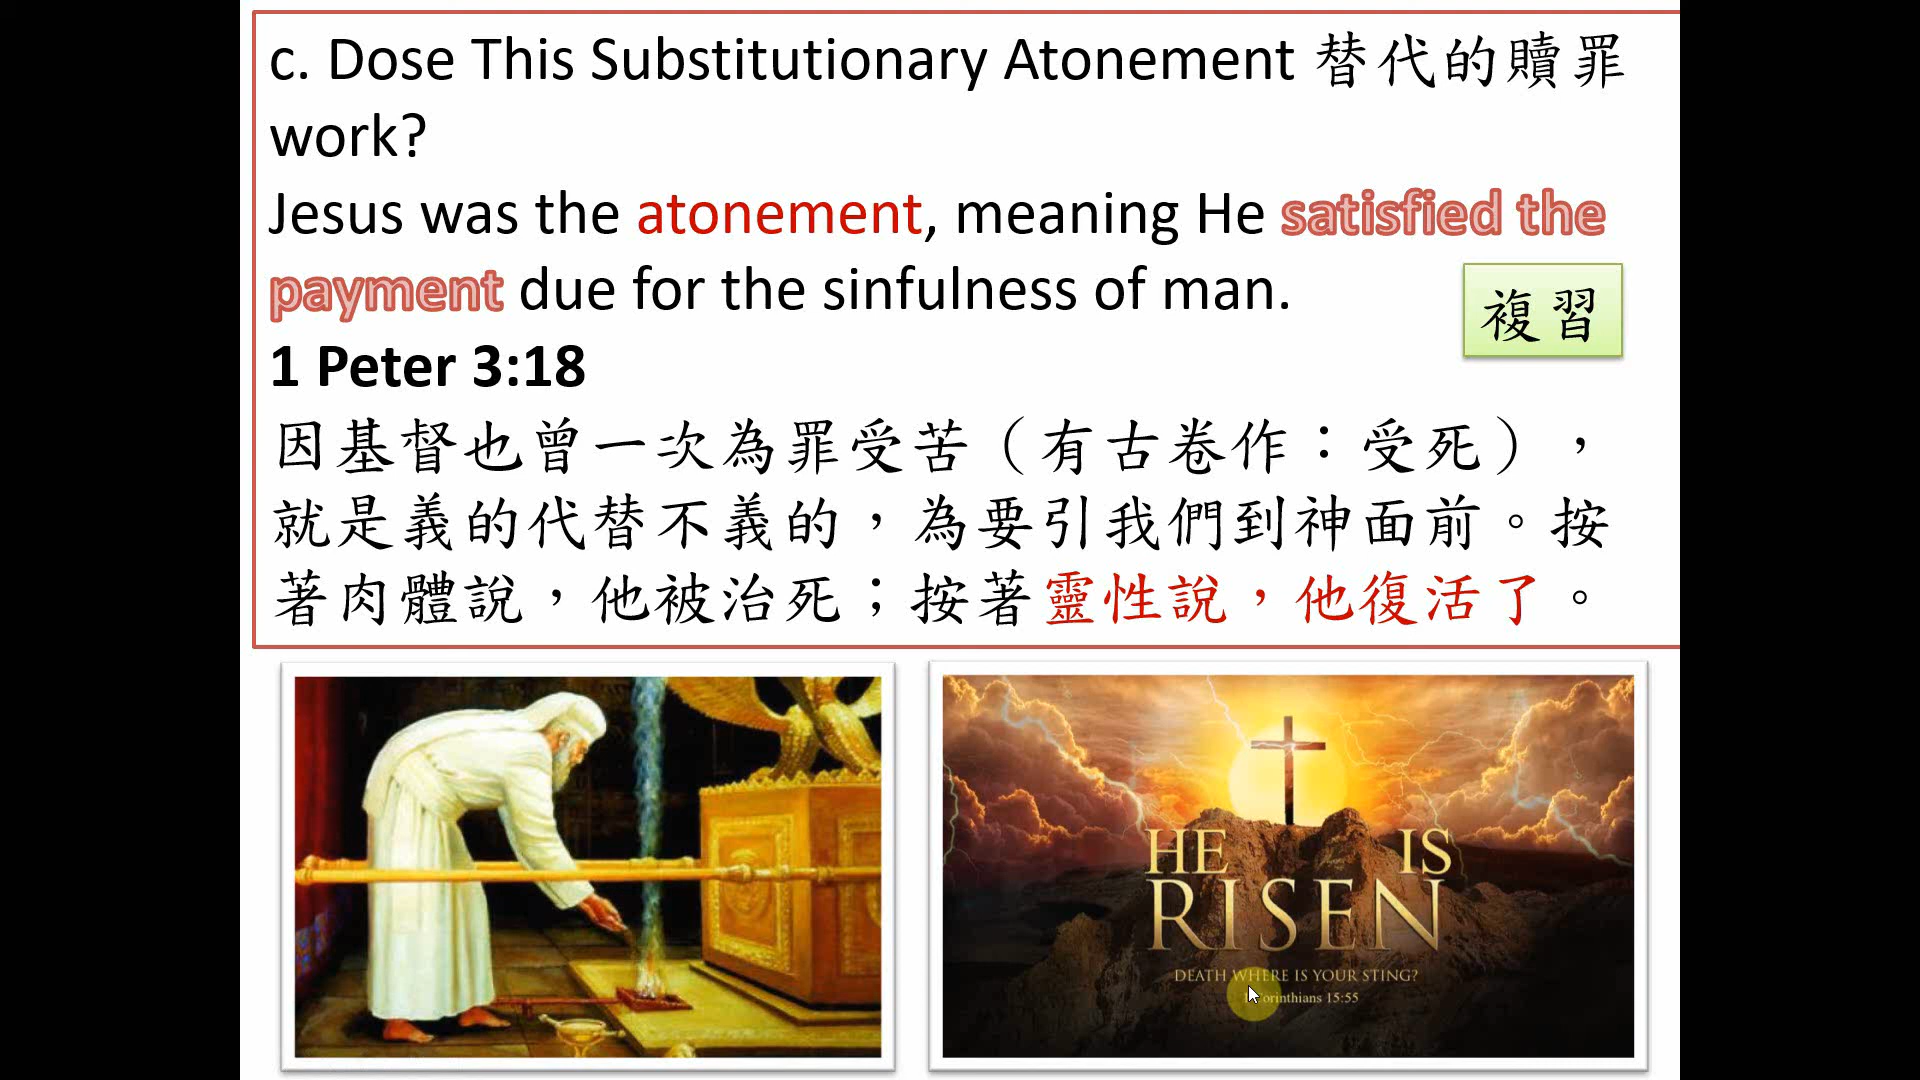 c. Dose This Substitutionary Atonement 替代的贖罪
work?
Jesus was the atonement, meaning He satisfied the
payment due for the sinfulness of man.
複習
1 Peter 3:18
因基督也曾一次為罪受苦（有古卷作：受死），
就是義的代替不義的，為要引我們到神面前。按
著肉體說，他被治死；按著靈性說，他復活了。
HE IS
RISEN
DEATH WHERE IS YOUR STING?
1 Corinthians 15:55